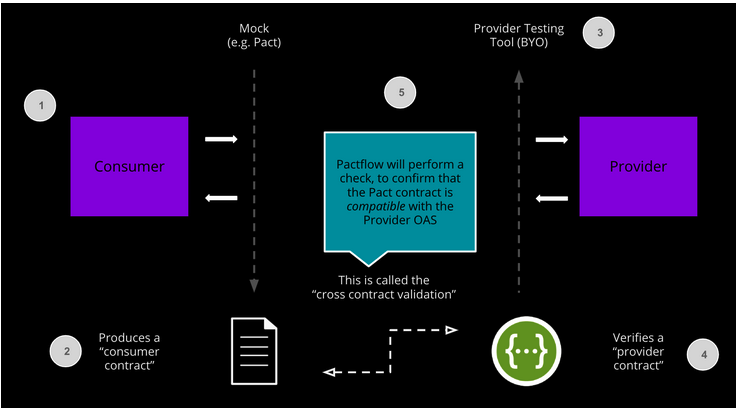 Mock
(e.g. Pact)
Provider Testing
Tool (BYO)
3
1
5
Consumer
Pactflow will perform a
check, to confirm that
the Pact contract is
compatible with the
Provider OAS
Provider
This is called the
“cross contract validation”
2
Produces a
“consumer
contract”
{...}
Verifies a
“provider
contract”
4